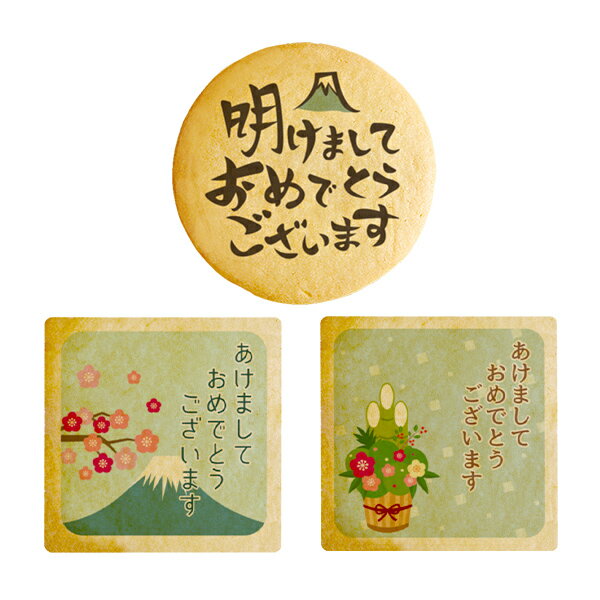 明けまして
おめでとう
ございます
あけまして
おめでとう
ございます
あけまして
おめでとう
ございます